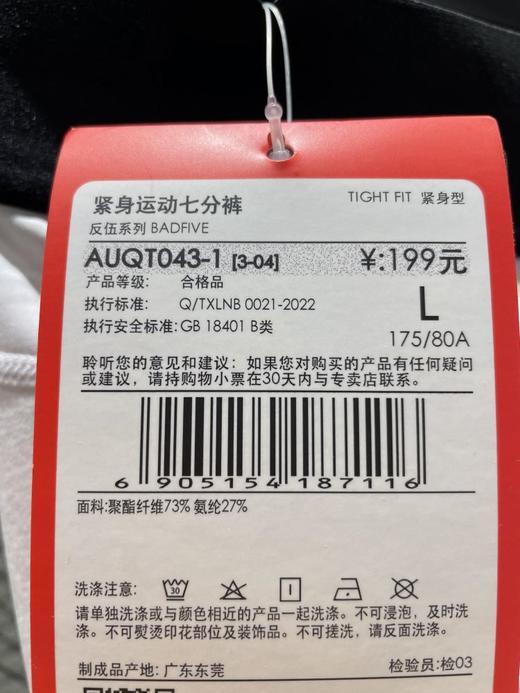 紧身运动七分裤
TIGHT FIT 紧身型
反伍系列 BADFIVE
AUQT043-1 [3-04]
¥:199元
产品等级: 合格品
执行标准: Q/TXLNB 0021-2022
L
执行安全标准: GB 18401 B类
175/80A
聆听您的意见和建议: 如果您对购买的产品有任何疑问
或建议, 请持购物小票在30天内与专卖店联系。
6 905154 187116
面料: 聚酯纤维73% 氨纶27%
洗涤注意: 30
请单独洗涤或与颜色相近的产品一起洗涤。不可浸泡, 及时洗
涤。不可熨烫印花部位及装饰品。不可搓洗, 请反面洗涤。
制成品产地: 广东东莞
检验员: 检03